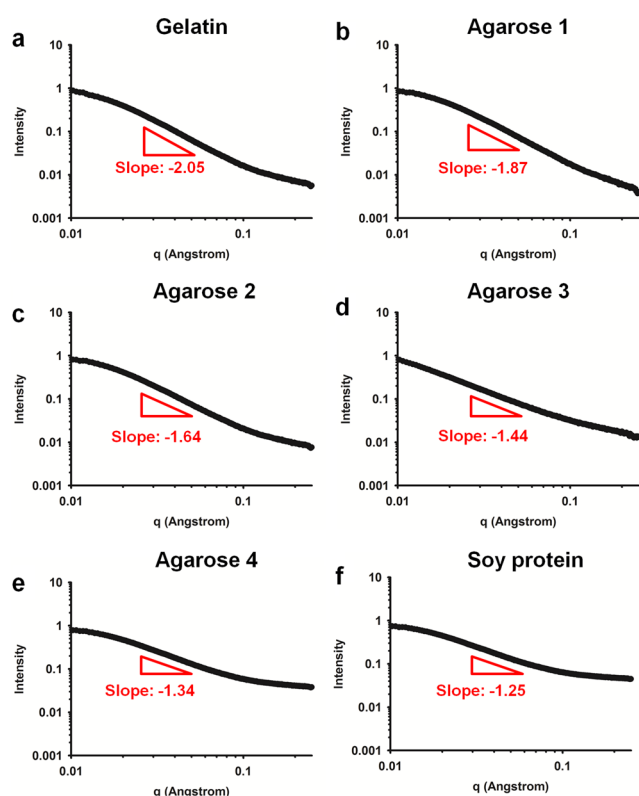 a
Gelatin
10
1
0.1
0.01
0.001
Intensity
Slope: -2.05
0.01
0.1
q (Angstrom)
b
Agarose 1
10
1
0.1
0.01
0.001
Intensity
Slope: -1.87
0.01
0.1
q (Angstrom)
c
Agarose 2
10
1
0.1
0.01
0.001
Intensity
Slope: -1.64
0.01
0.1
q (Angstrom)
d
Agarose 3
10
1
0.1
0.01
0.001
Intensity
Slope: -1.44
0.01
0.1
q (Angstrom)
e
Agarose 4
10
1
0.1
0.01
0.001
Intensity
Slope: -1.34
0.01
0.1
q (Angstrom)
f
Soy protein
10
1
0.1
0.01
0.001
Intensity
Slope: -1.25
0.01
0.1
q (Angstrom)